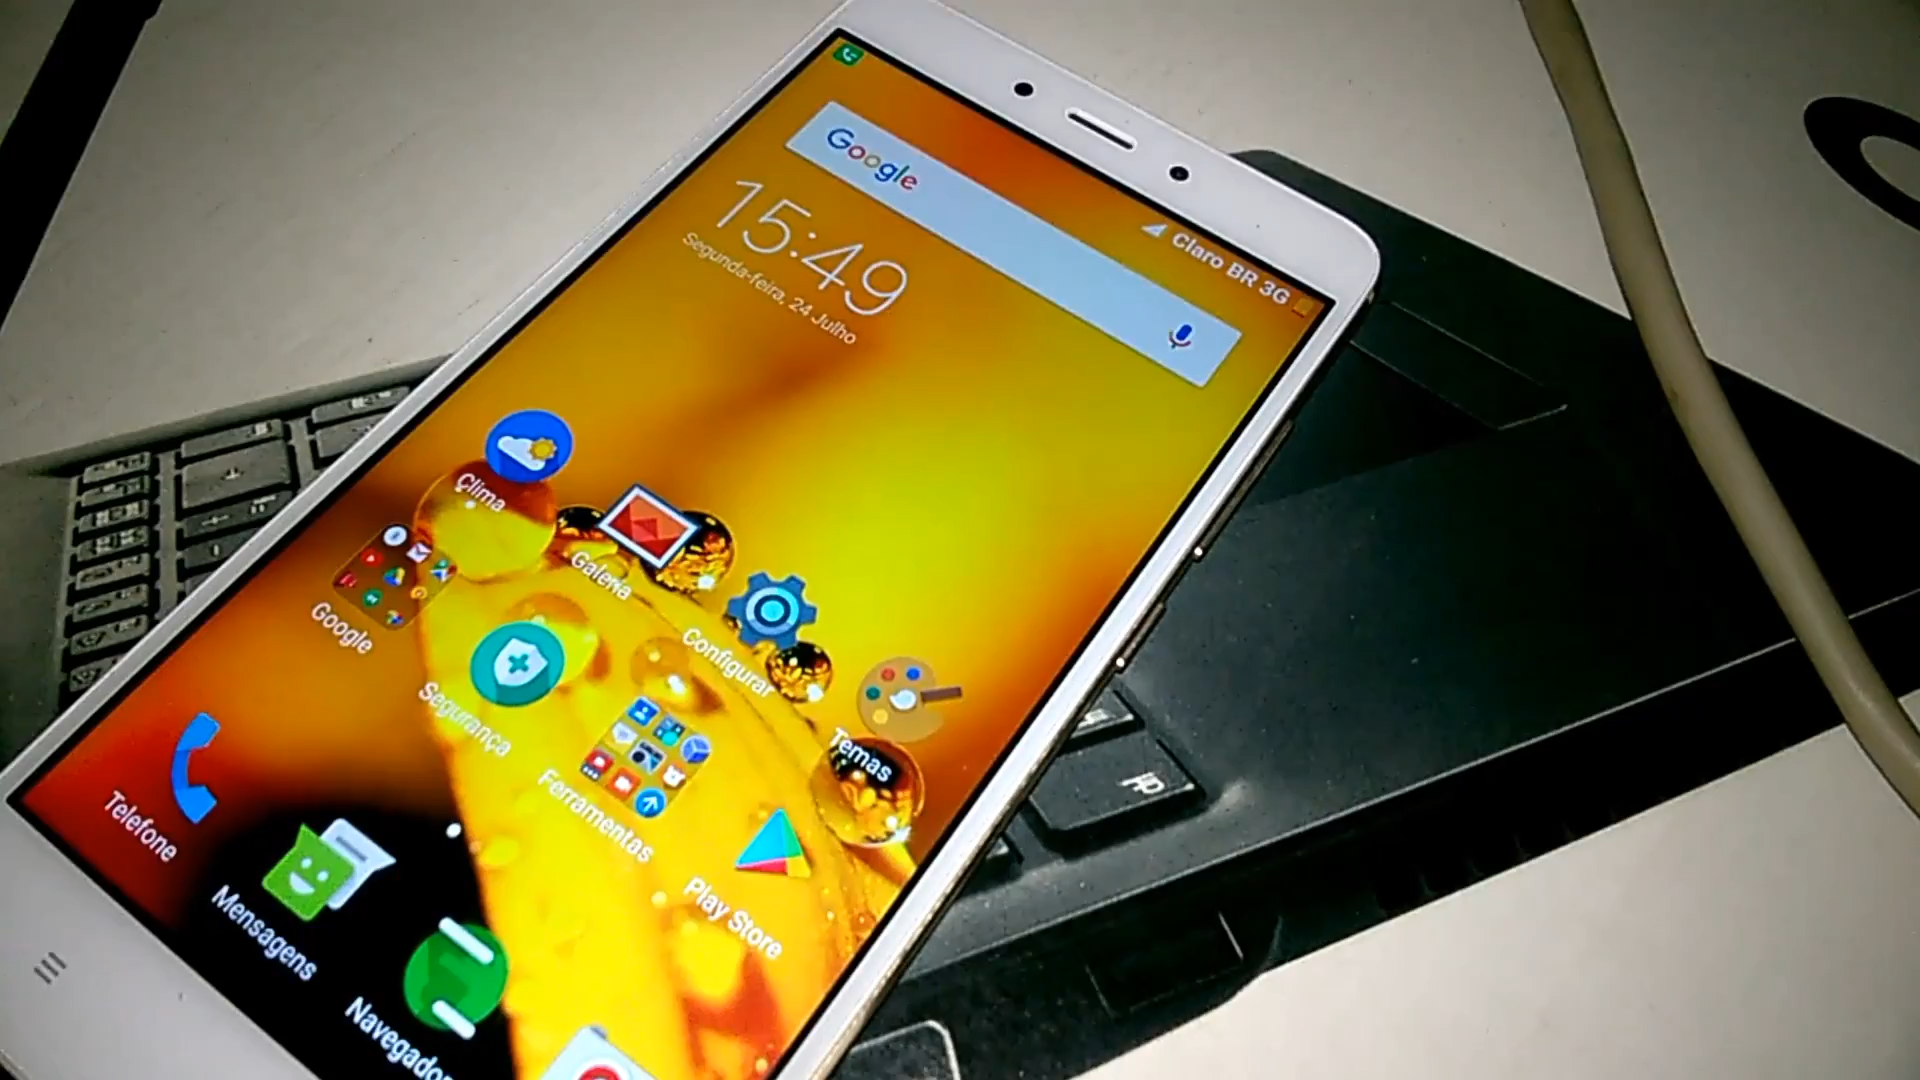 Google
Claro BR 3G
15:49
Segunda-feira, 24 Julho
Clima
Galeria
Configurar
Temas
Google
Segurança
Ferramentas
Play Store
Telefone
Mensagens
Navegador